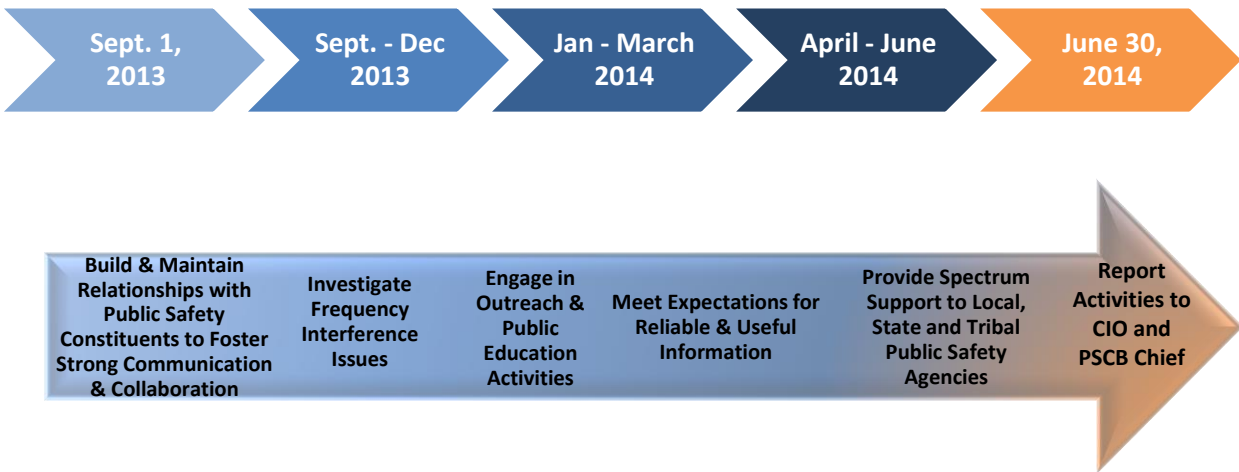 Sept. 1,
2013
Sept. - Dec
2013
Jan - March
2014
April - June
2014
June 30,
2014
Build & Maintain
Relationships with
Public Safety
Constituents to Foster
Strong Communication
& Collaboration
Investigate
Frequency
Interference
Issues
Engage in
Outreach &
Public
Education
Activities
Meet Expectations for
Reliable & Useful
Information
Provide Spectrum
Support to Local,
State and Tribal
Public Safety
Agencies
Report
Activities to
CIO and
PSCB Chief